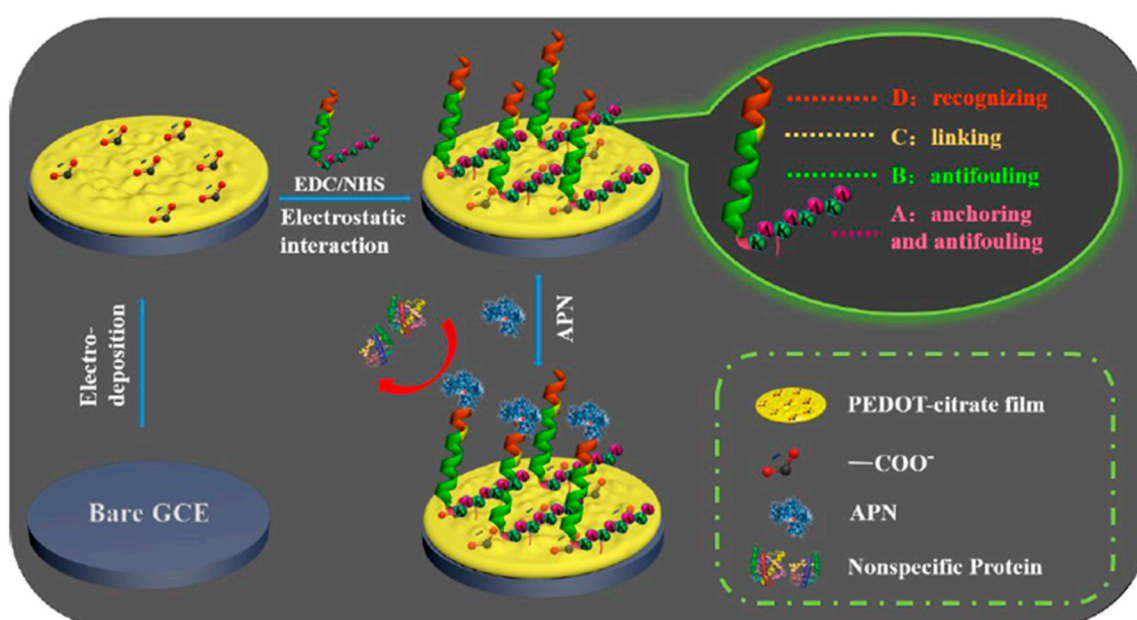 D: recognizing
C: linking
B: antifouling
A: anchoring
and antifouling
EDC/NHS
Electrostatic
interaction
APN
Electro-
deposition
Bare GCE
PEDOT-citrate film
—COO⁻
APN
Nonspecific Protein